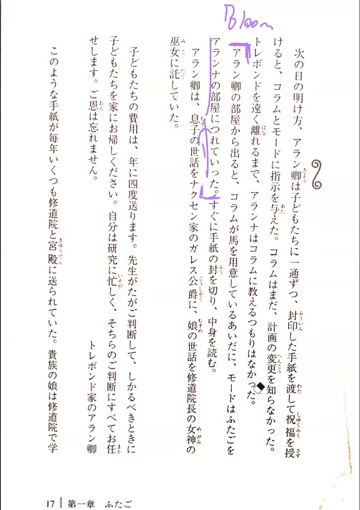 Bloom
次の日の明け方、アラン卿は子どもたちに一通ずつ、封印した手紙を渡して祝福を授
けると、コラムとモードに指示を与えた。コラムはまだ、計画の変更を知らなかった。
トレボンドを遠く離れるまで、アランナはコラムに教えるつもりはなかった。
アラン卿の部屋から出ると、コラムが馬を用意しているあいだに、モードはふたごを
アランナの部屋につれていった。すぐに手紙の封を切り、中身を読む。
アラン卿は、息子の世話をナクセン家のガレス公爵に、娘の世話を修道院長の女神の
巫女に託していた。
子どもたちの費用は、年に四度送ります。先生がたがご判断して、しかるべきときに
子どもたちを家にお帰しください。自分は研究に忙しく、そちらのご判断にすべてお任
せします。ご恩は忘れません。
トレボンド家のアラン卿
このような手紙が毎年いくつも修道院と宮殿に送られていた。貴族の娘は修道院で学
17 第一章 ふたご